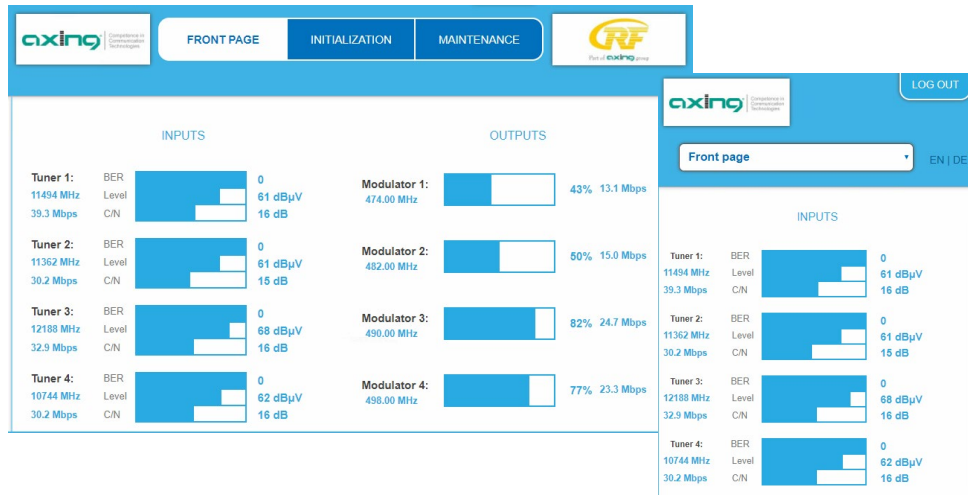 axing
Competence in
Communication
Technologies
FRONT PAGE
INITIALIZATION
MAINTENANCE
CRF
Part of axing group
INPUTS
OUTPUTS
Tuner 1:
BER
0
11494 MHz
Level
61 dBµV
39.3 Mbps
C/N
16 dB
Modulator 1:
474.00 MHz
43% 13.1 Mbps
Tuner 2:
BER
0
11362 MHz
Level
61 dBµV
30.2 Mbps
C/N
15 dB
Modulator 2:
482.00 MHz
50% 15.0 Mbps
Tuner 3:
BER
0
12188 MHz
Level
68 dBµV
32.9 Mbps
C/N
16 dB
Modulator 3:
490.00 MHz
82% 24.7 Mbps
Tuner 4:
BER
0
10744 MHz
Level
62 dBµV
30.2 Mbps
C/N
16 dB
Modulator 4:
498.00 MHz
77% 23.3 Mbps
axing
Competence in
Communication
Technologies
LOG OUT
Front page
EN | DE
INPUTS
Tuner 1:
BER
0
11494 MHz
Level
61 dBµV
39.3 Mbps
C/N
16 dB
Tuner 2:
BER
0
11362 MHz
Level
61 dBµV
30.2 Mbps
C/N
15 dB
Tuner 3:
BER
0
12188 MHz
Level
68 dBµV
32.9 Mbps
C/N
16 dB
Tuner 4:
BER
0
10744 MHz
Level
62 dBµV
30.2 Mbps
C/N
16 dB